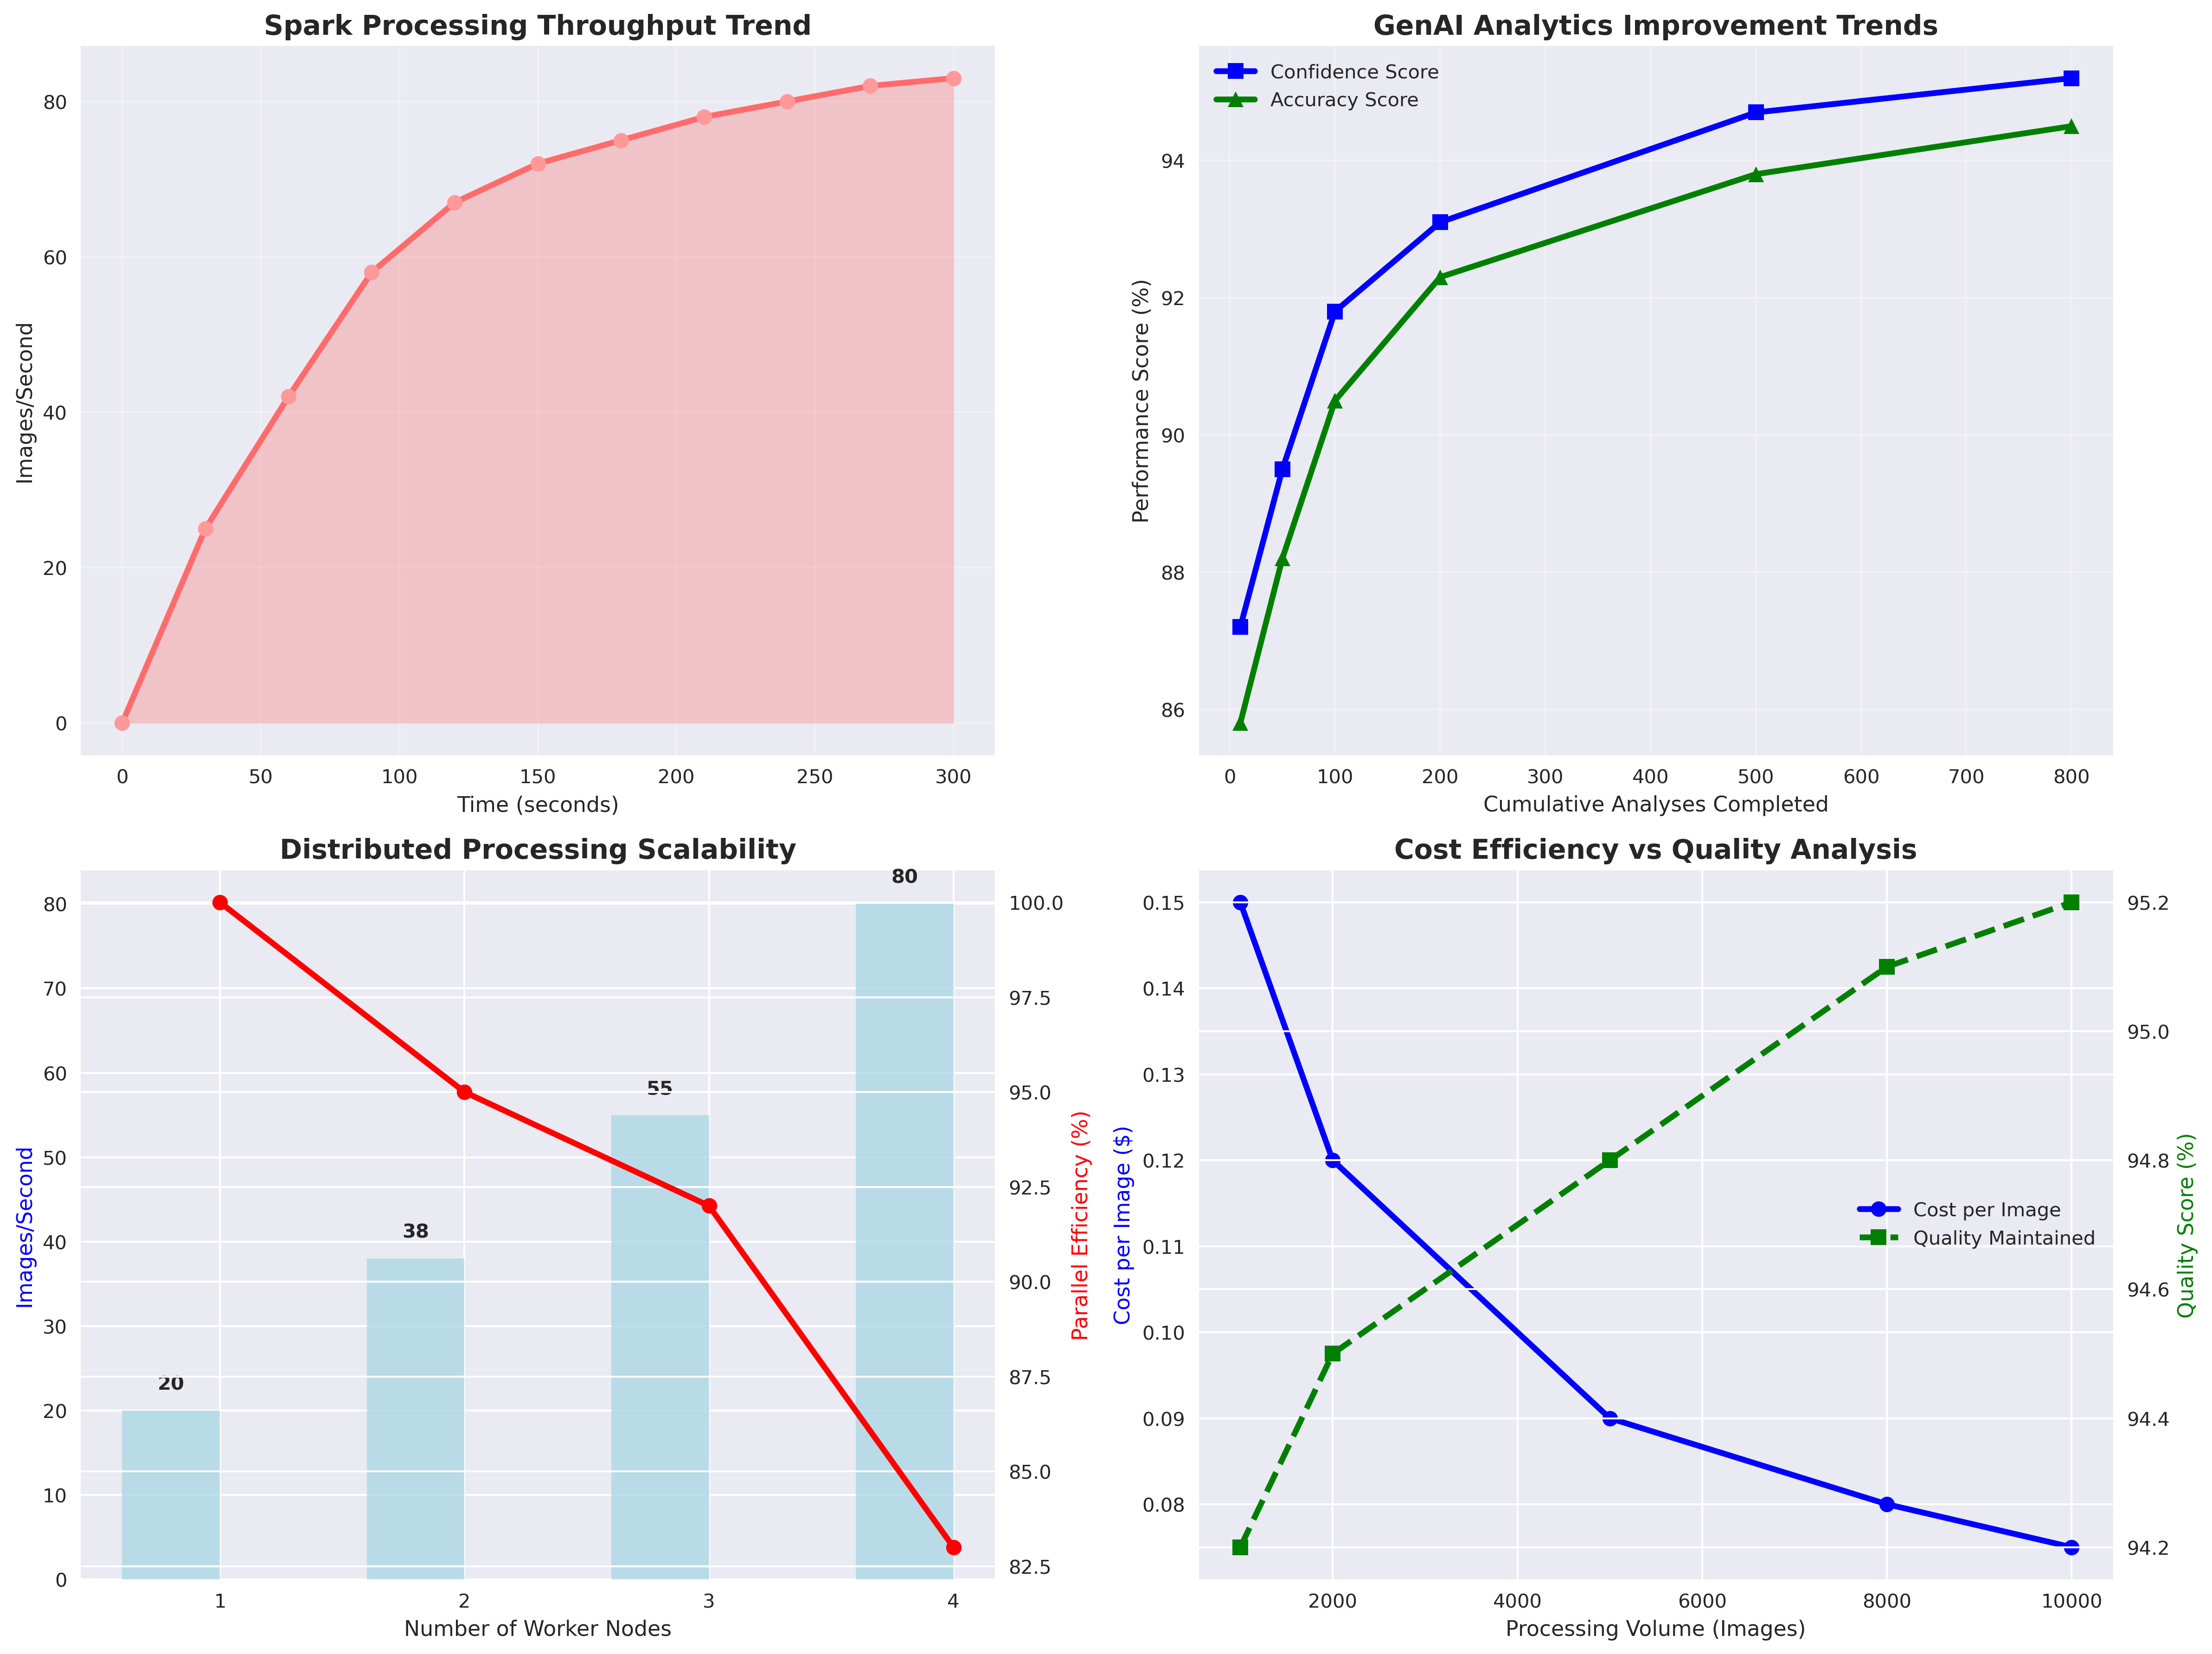 Spark Processing Throughput Trend
Images/Second
80
60
40
20
0
0 50 100 150 200 250 300
Time (seconds)
GenAI Analytics Improvement Trends
Confidence Score
Accuracy Score
Performance Score (%)
94
92
90
88
86
0 100 200 300 400 500 600 700 800
Cumulative Analyses Completed
Distributed Processing Scalability
Images/Second
80
70
60
50
40
30
20
10
0
20
38
55
80
100.0
97.5
95.0
92.5
90.0
87.5
85.0
82.5
Parallel Efficiency (%)
1 2 3 4
Number of Worker Nodes
Cost Efficiency vs Quality Analysis
Cost per Image ($)
0.15
0.14
0.13
0.12
0.11
0.10
0.09
0.08
Cost per Image
Quality Maintained
95.2
95.0
94.8
94.6
94.4
94.2
Quality Score (%)
2000 4000 6000 8000 10000
Processing Volume (Images)